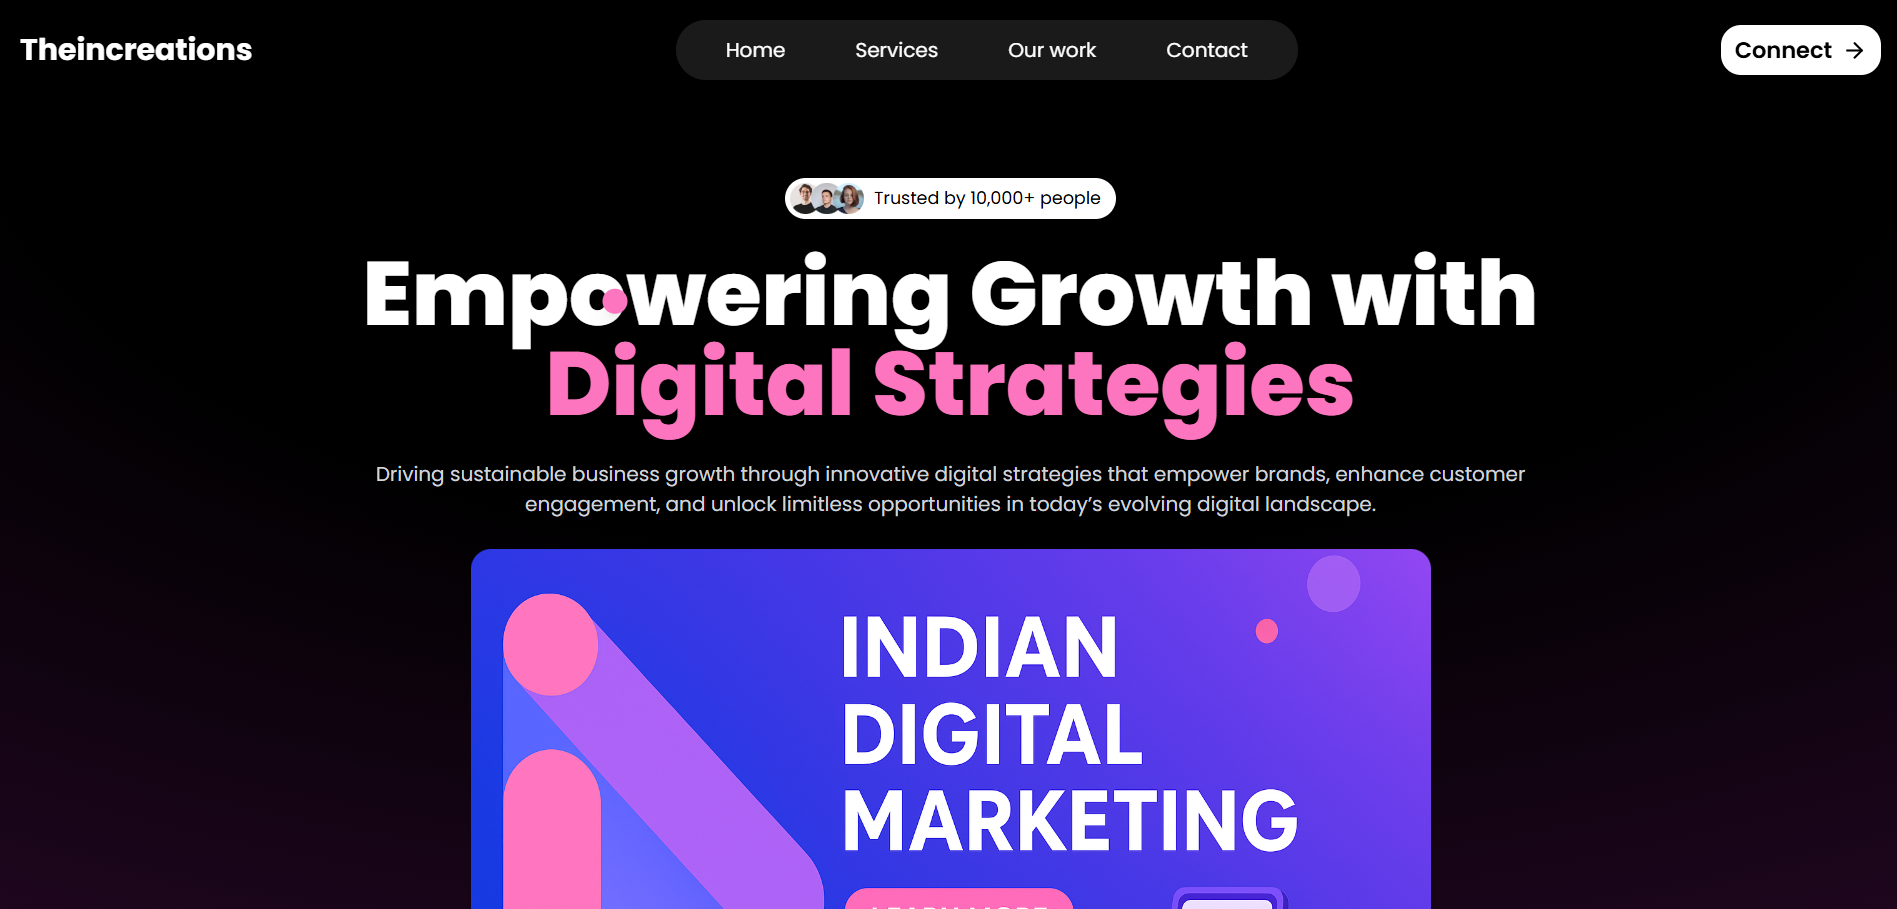 Theincreations
Home
Services
Our work
Contact
Connect
Trusted by 10,000+ people
Empowering Growth with
Digital Strategies
Driving sustainable business growth through innovative digital strategies that empower brands, enhance customer
engagement, and unlock limitless opportunities in today’s evolving digital landscape.
INDIAN
DIGITAL
MARKETING
LEARN MORE